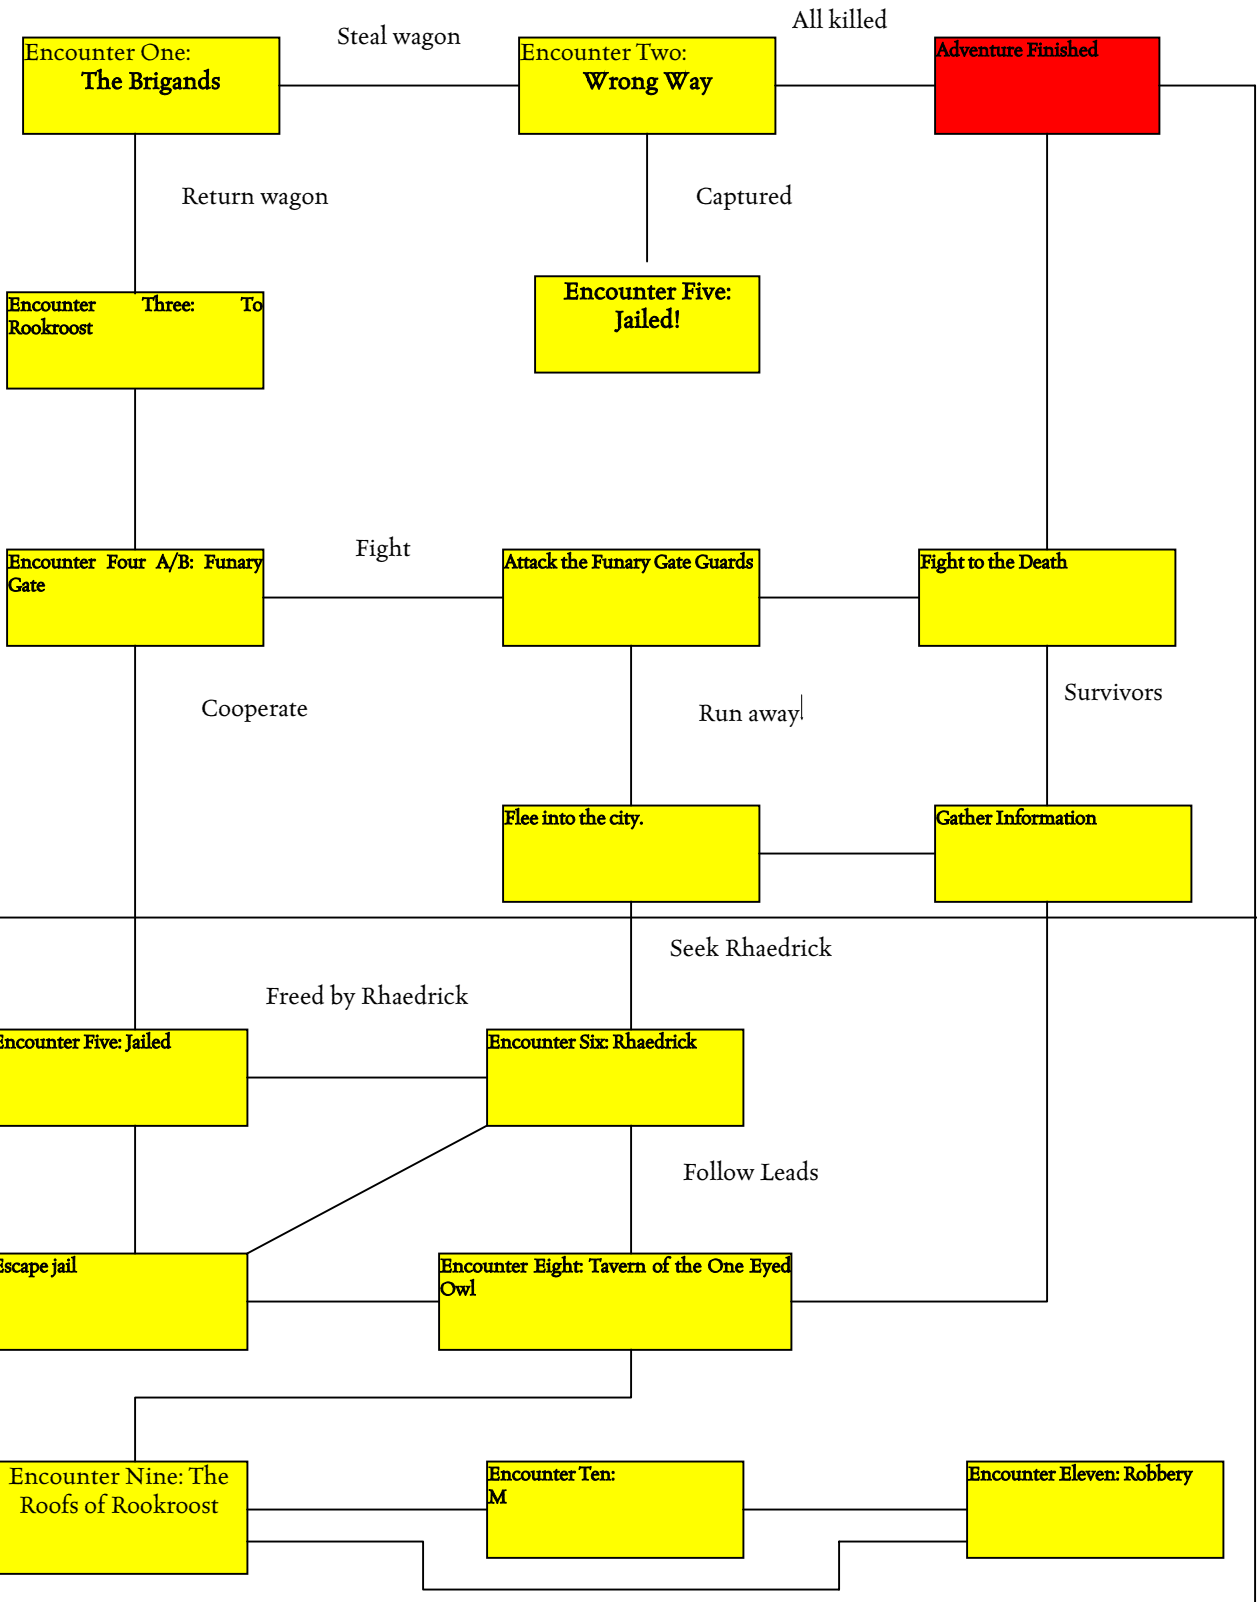 All killed
Steal wagon
Encounter One:
The Brigands
Encounter Two:
Wrong Way
Adventure Finished
Return wagon
Captured
Encounter Three: To
Rookroost
Encounter Five:
Jailed!
Fight
Encounter Four A/B: Funary
Gate
Attack the Funary Gate Guards
Fight to the Death
Cooperate
Run away!
Survivors
Flee into the city.
Gather Information
Seek Rhaedrick
Freed by Rhaedrick
Encounter Five: Jailed
Encounter Six: Rhaedrick
Follow Leads
Escape jail
Encounter Eight: Tavern of the One Eyed
Owl
Encounter Nine: The
Roofs of Rookroost
Encounter Ten:
M
Encounter Eleven: Robbery